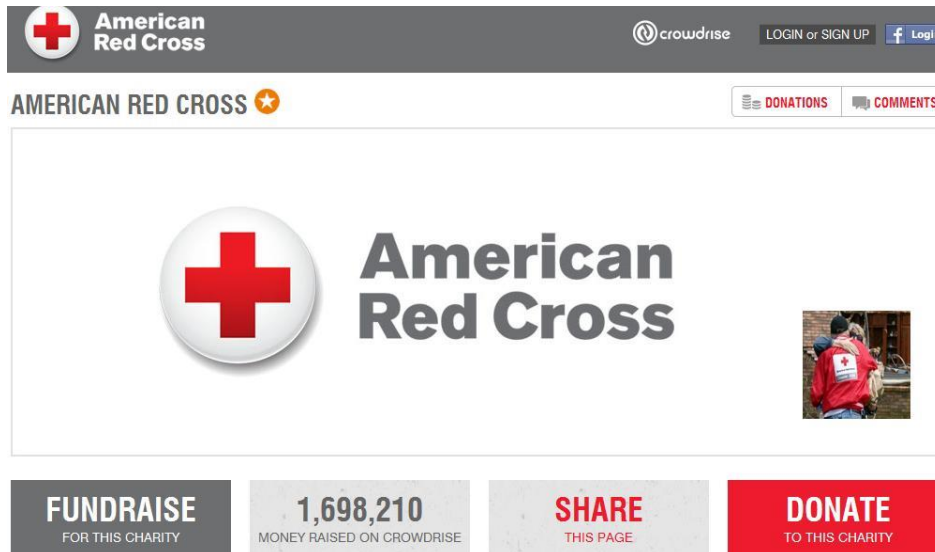 American
Red Cross
crowdrise
LOGIN or SIGN UP
f Logi
AMERICAN RED CROSS
DONATIONS
COMMENTS
American
Red Cross
FUNDRAISE
FOR THIS CHARITY
1,698,210
MONEY RAISED ON CROWDRISE
SHARE
THIS PAGE
DONATE
TO THIS CHARITY